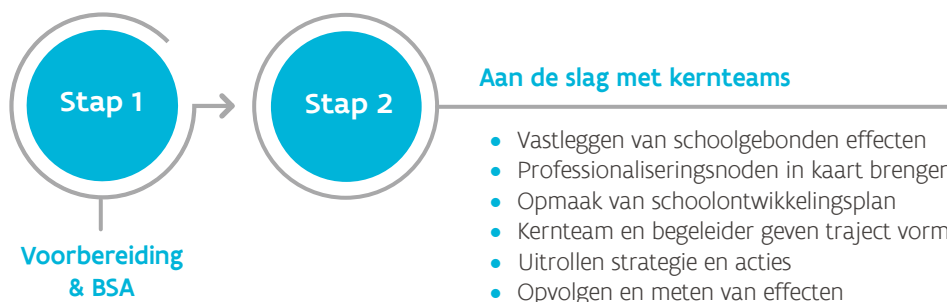 Stap 1
Voorbereiding
& BSA
Stap 2
Aan de slag met kernteams
• Vastleggen van schoolgebonden effecten
• Professionaliseringsnoden in kaart brengen
• Opmaak van schoolontwikkelingsplan
• Kernteam en begeleider geven traject vorm
• Uitrollen strategie en acties
• Opvolgen en meten van effecten